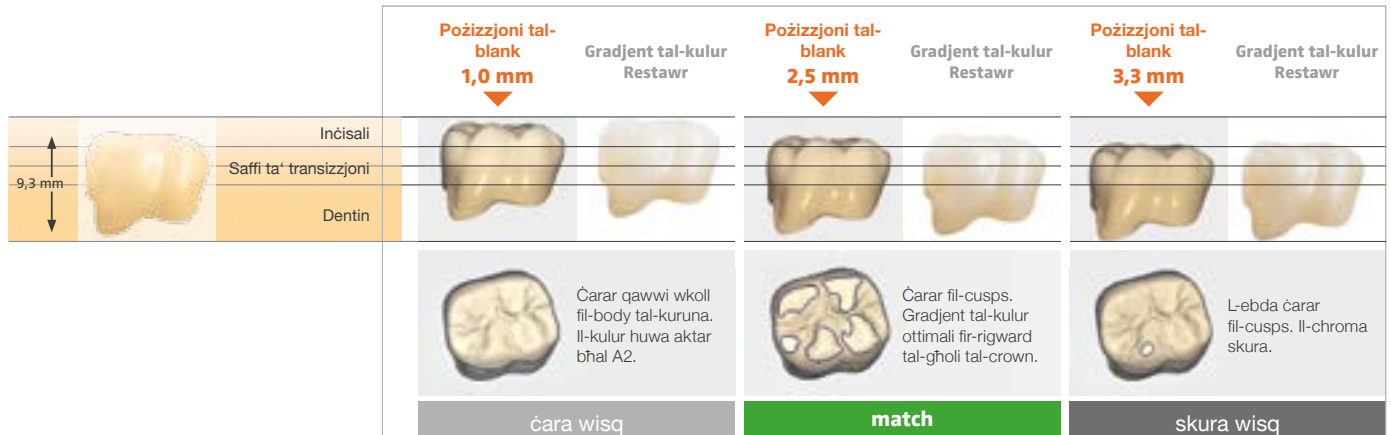 Pożizzjoni tal-
blank
1,0 mm
Gradjent tal-kulur
Restawr
Pożizzjoni tal-
blank
2,5 mm
Gradjent tal-kulur
Restawr
Pożizzjoni tal-
blank
3,3 mm
Gradjent tal-kulur
Restawr
Inċisali
Saffi ta‘ transizzjoni
9,3 mm
Dentin
Ċarar qawwi wkoll
fil-body tal-kuruna.
Il-kulur huwa aktar
bħal A2.
Ċarar fil-cusps.
Gradjent tal-kulur
ottimali fir-rigward
tal-għoli tal-crown.
L-ebda ċarar
fil-cusps. Il-chroma
skura.
ċara wisq
match
skura wisq